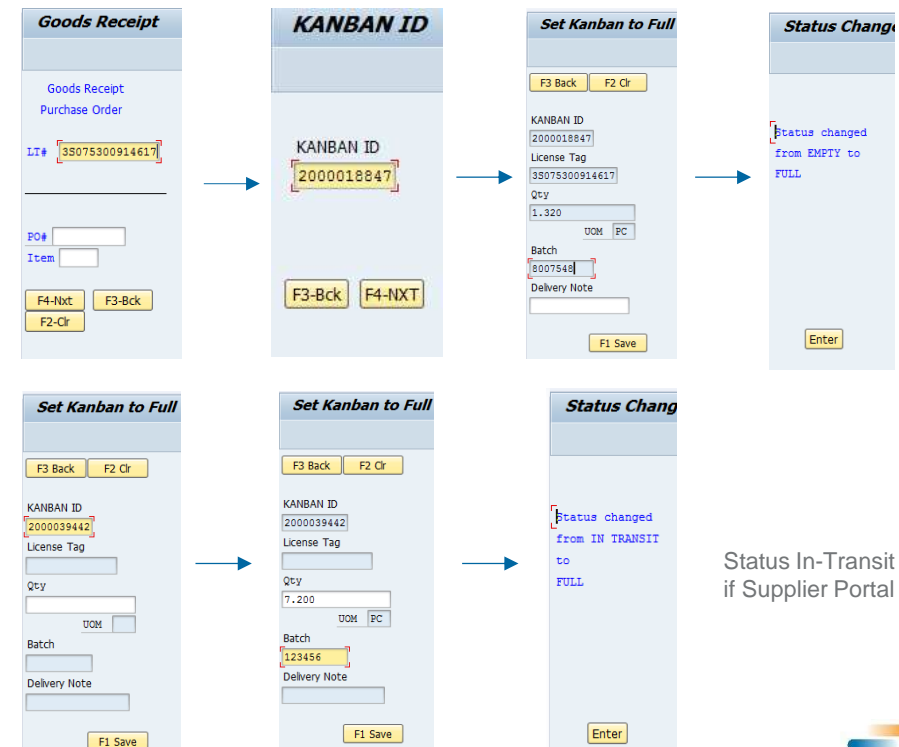 Goods Receipt
Goods Receipt
Purchase Order
LT# 3S075300914617
PO#
Item
F4-Nxt F3-Bck
F2-Clr
KANBAN ID
KANBAN ID
2000018847
F3-Bck F4-NXT
Set Kanban to Full
F3 Back F2 Clr
KANBAN ID
2000018847
License Tag
3S075300914617
Qty
1.320
UOM PC
Batch
8007548
Delivery Note
F1 Save
Status Change
Status changed
from EMPTY to
FULL
Enter
Set Kanban to Full
F3 Back F2 Clr
KANBAN ID
2000039442
License Tag
Qty
UOM
Batch
Delivery Note
F1 Save
Set Kanban to Full
F3 Back F2 Clr
KANBAN ID
2000039442
License Tag
Qty
7.200
UOM PC
Batch
123456
Delivery Note
F1 Save
Status Chang
Status changed
from IN TRANSIT
to
FULL
Enter
Status In-Transit
if Supplier Portal